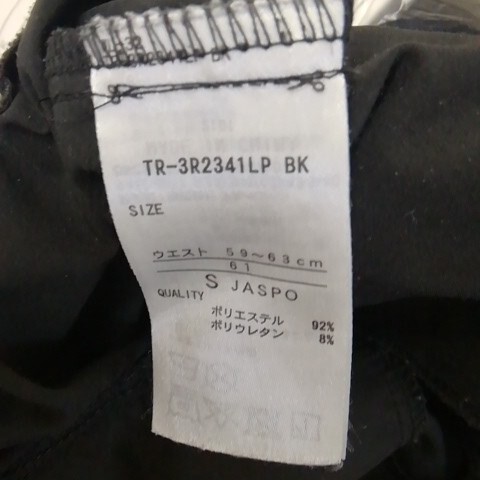 TR-3R2341LP BK
SIZE
ウエスト 59〜63cm
61
S JASPO
QUALITY
ポリエステル 92%
ポリウレタン 8%